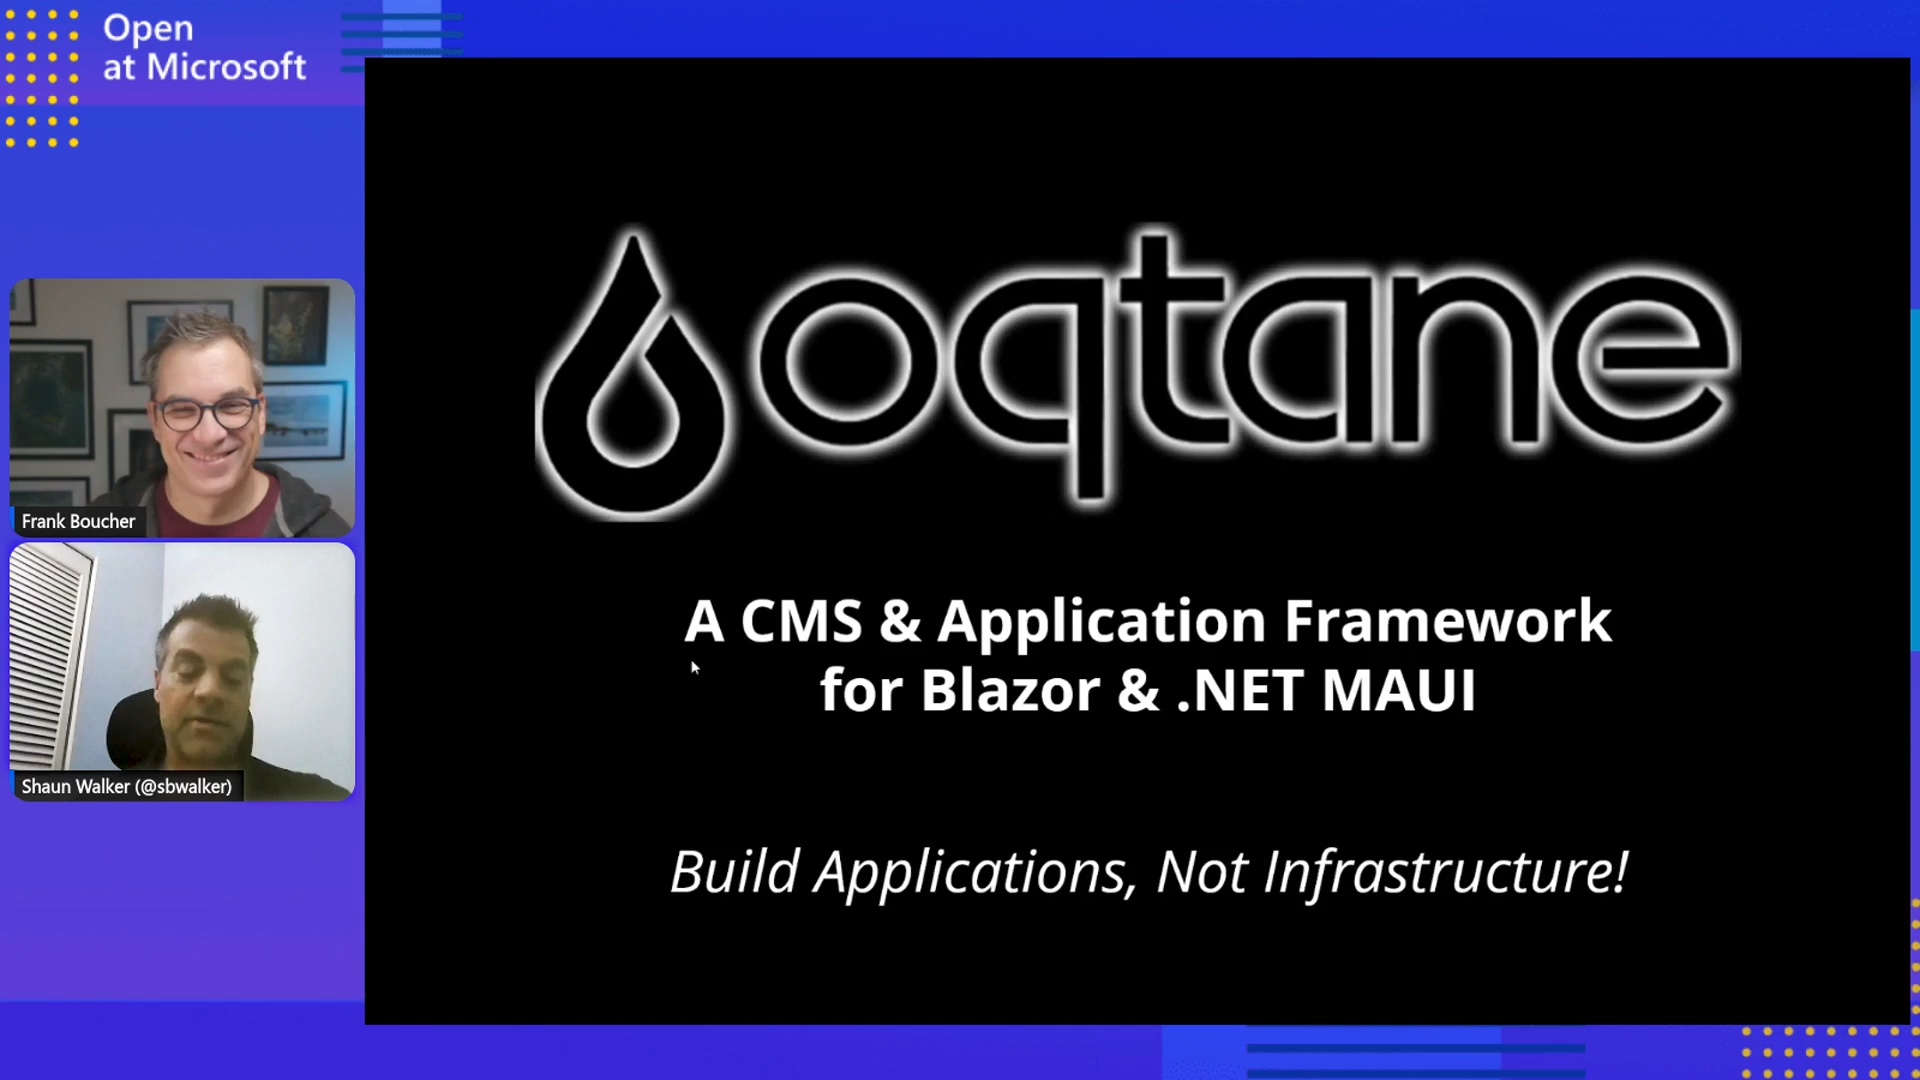 Open
at Microsoft
oqtane
A CMS & Application Framework
for Blazor & .NET MAUI
Build Applications, Not Infrastructure!
Frank Boucher
Shaun Walker (@sbwalker)